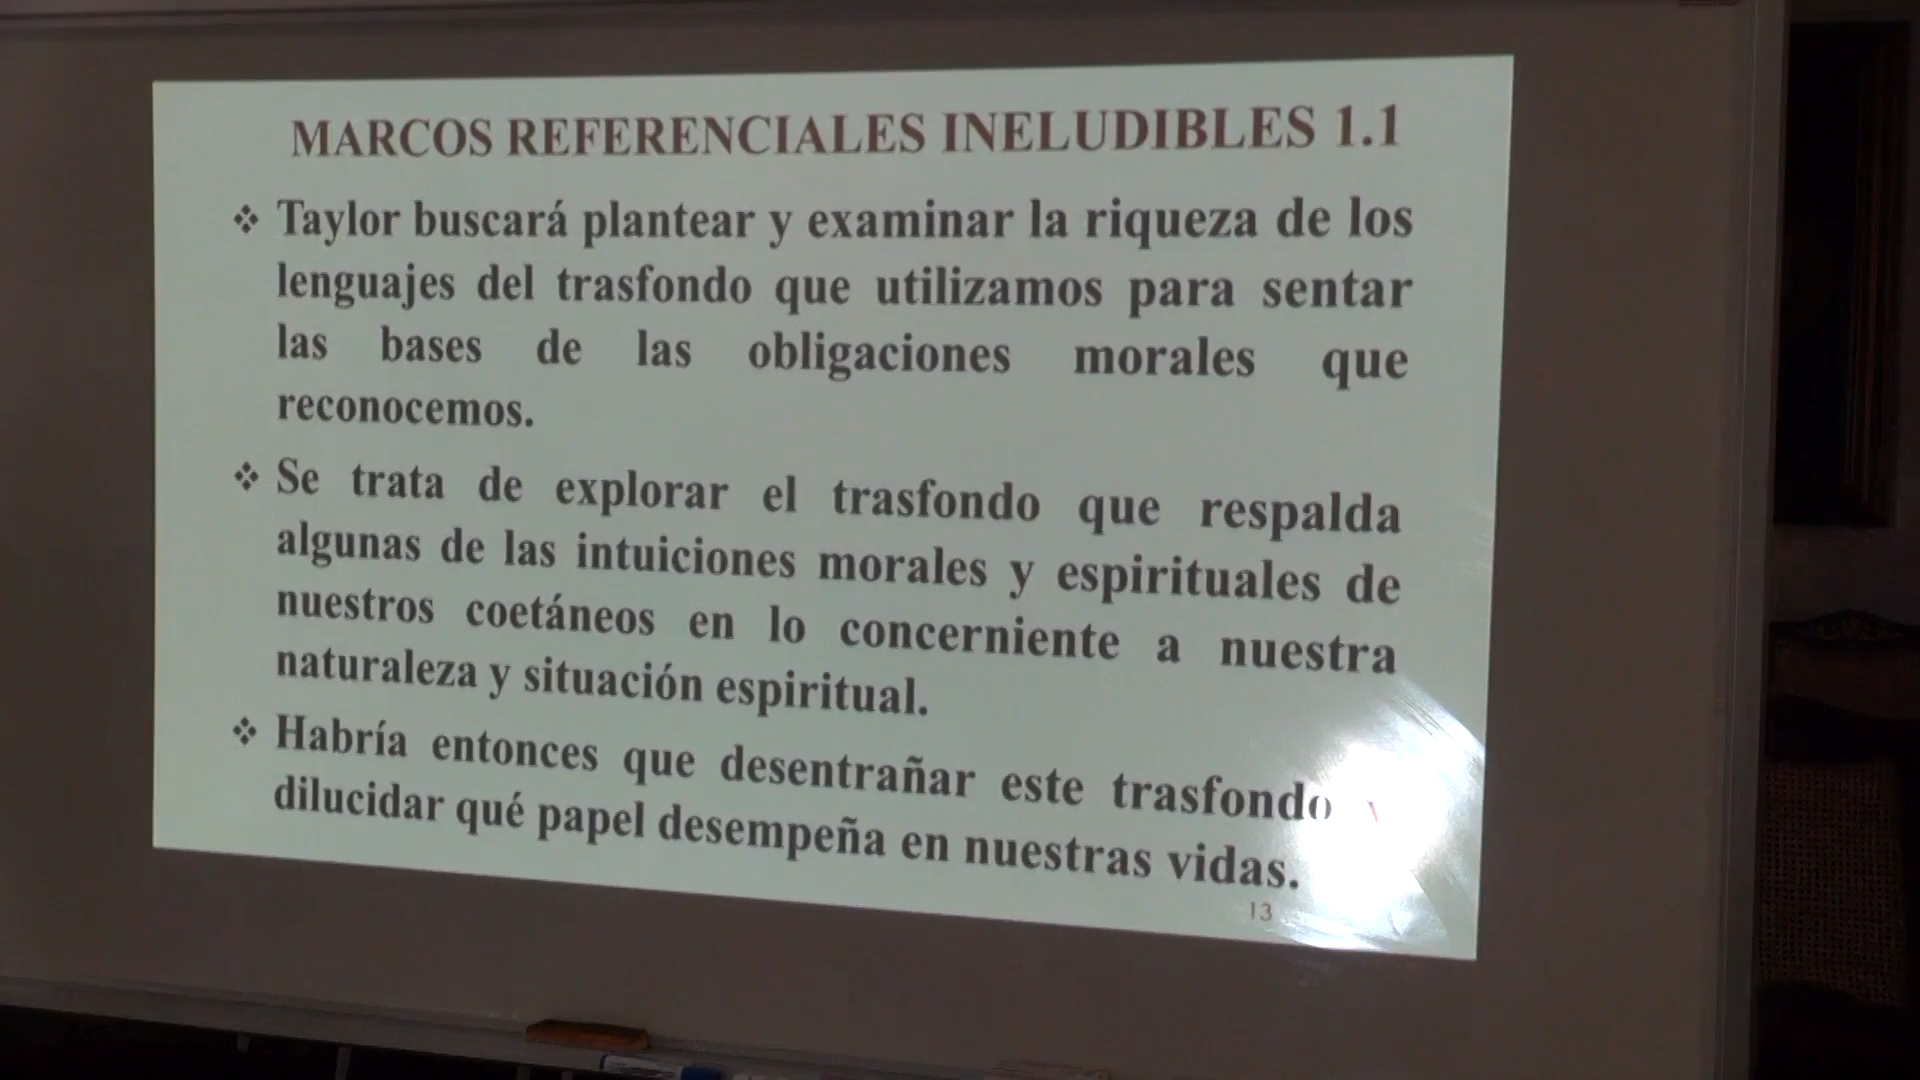 MARCOS REFERENCIALES INELUDIBLES 1.1
❖ Taylor buscará plantear y examinar la riqueza de los
lenguajes del trasfondo que utilizamos para sentar
las bases de las obligaciones morales que
reconocemos.
❖ Se trata de explorar el trasfondo que respalda
algunas de las intuiciones morales y espirituales de
nuestros coetáneos en lo concerniente a nuestra
naturaleza y situación espiritual.
❖ Habría entonces que desentrañar este trasfondo
dilucidar qué papel desempeña en nuestras vidas.
13